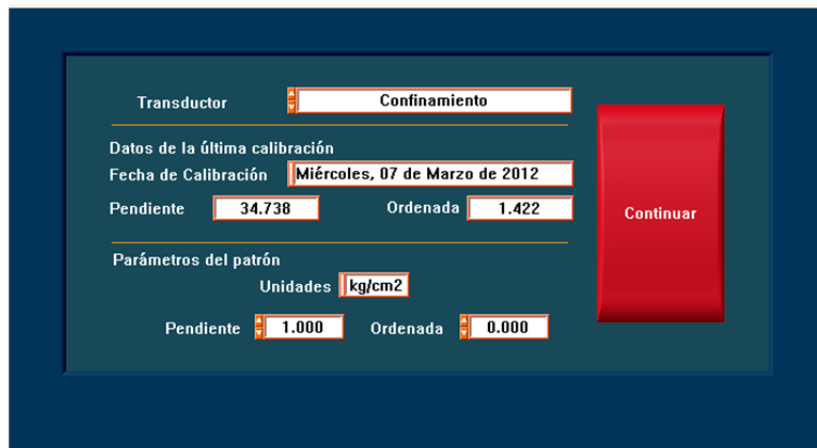 Transductor Confinamiento
Datos de la última calibración
Fecha de Calibración Miércoles, 07 de Marzo de 2012
Pendiente 34.738 Ordenada 1.422
Continuar
Parámetros del patrón
Unidades kg/cm2
Pendiente 1.000 Ordenada 0.000